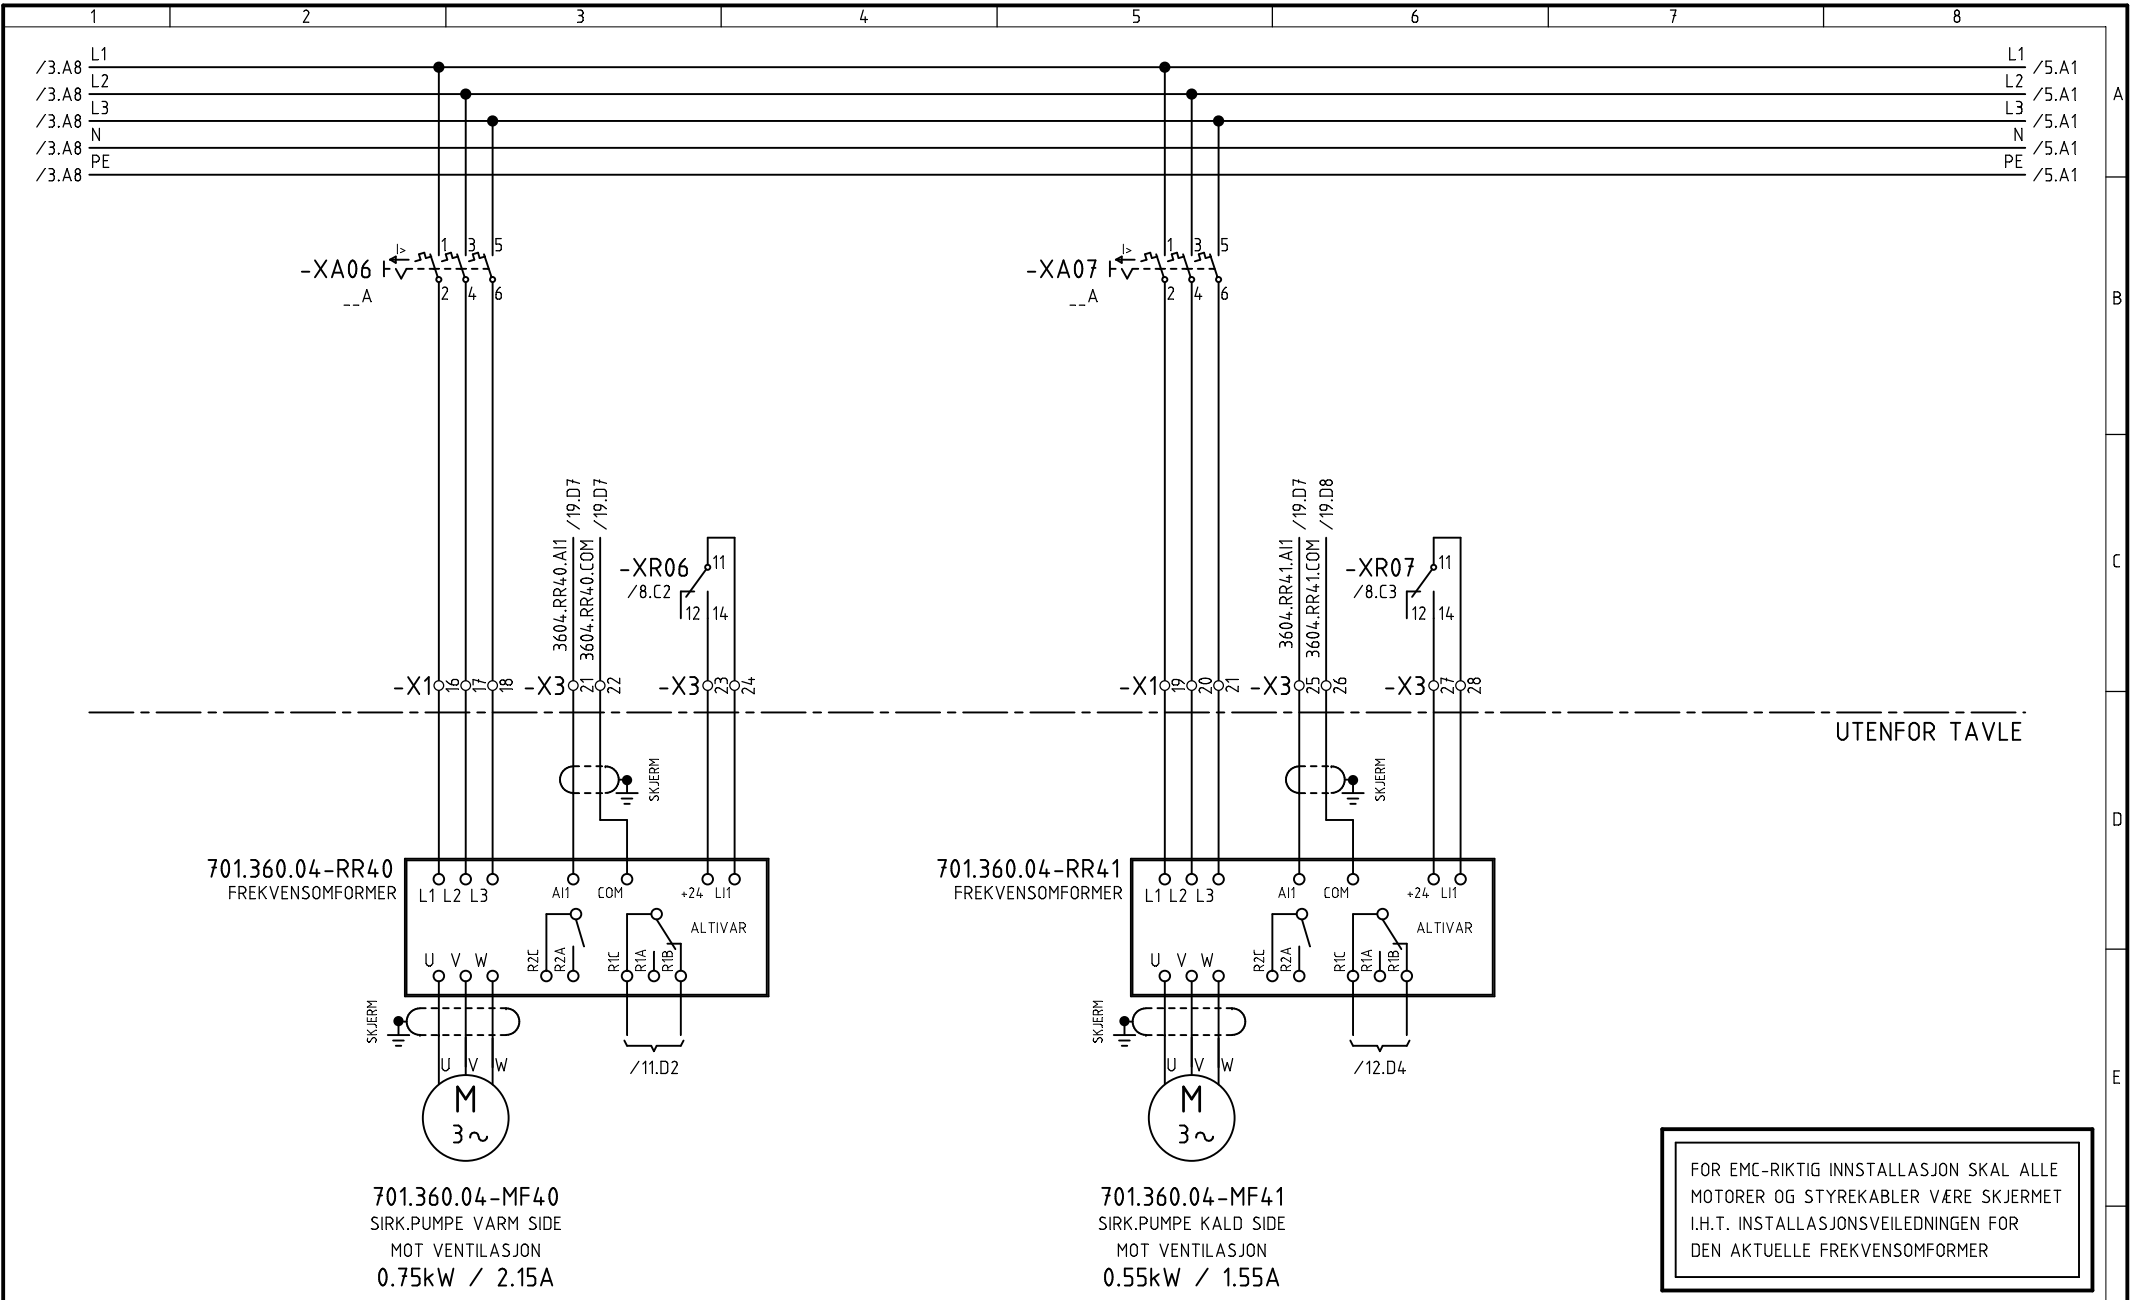 1 2 3 4 5 6 7 8
L1 L1
/3.A8 /5.A1
L2 L2
/3.A8 /5.A1
L3 L3
/3.A8 /5.A1
N N
/3.A8 /5.A1
PE PE
/3.A8 /5.A1
A
B
C
D
E
-XA06 I> 1 3 5
__A 2 4 6
-XA07 I> 1 3 5
__A 2 4 6
3604.RR40.AI1 /19.D7
3604.RR40.COM /19.D7
-XR06 11
/8.C2
12 14
3604.RR41.AI1 /19.D7
3604.RR41.COM /19.D8
-XR07 11
/8.C3
12 14
-X1 16 17 18 -X3 21 22 -X3 23 24
-X1 19 20 21 -X3 25 26 -X3 27 28
UTENFOR TAVLE
SKJERM
SKJERM
701.360.04-RR40
FREKVENSOMFORMER
L1 L2 L3 AI1 COM +24 LI1
ALTIVAR
U V W R2C R2A R1C R1A R1B
701.360.04-RR41
FREKVENSOMFORMER
L1 L2 L3 AI1 COM +24 LI1
ALTIVAR
U V W R2C R2A R1C R1A R1B
SKJERM
U V W
/11.D2
M
3~
SKJERM
U V W
/12.D4
M
3~
701.360.04-MF40
SIRK.PUMPE VARM SIDE
MOT VENTILASJON
0.75kW / 2.15A
701.360.04-MF41
SIRK.PUMPE KALD SIDE
MOT VENTILASJON
0.55kW / 1.55A
FOR EMC-RIKTIG INNSTALLASJON SKAL ALLE
MOTORER OG STYREKABLER VÆRE SKJERMET
I.H.T. INSTALLASJONSVEILEDNINGEN FOR
DEN AKTUELLE FREKVENSOMFORMER